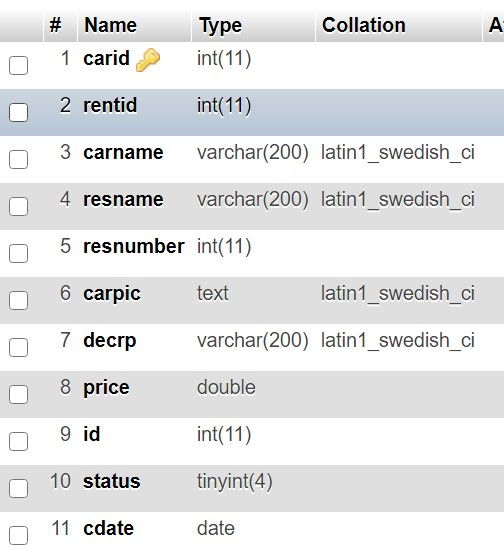 # Name Type Collation A
1 carid int(11)
2 rentid int(11)
3 carname varchar(200) latin1_swedish_ci
4 resname varchar(200) latin1_swedish_ci
5 resnumber int(11)
6 carpic text latin1_swedish_ci
7 decrp varchar(200) latin1_swedish_ci
8 price double
9 id int(11)
10 status tinyint(4)
11 cdate date